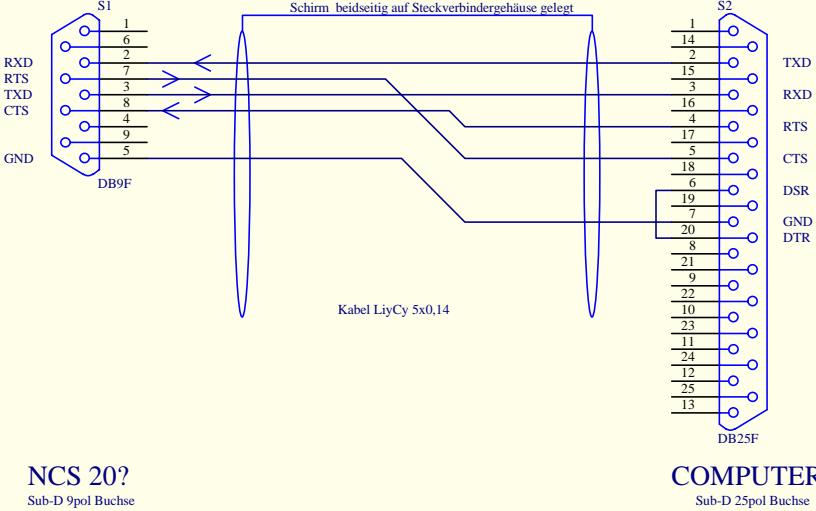 S1
Schirm beidseitig auf Steckverbindergehäuse gelegt
S2
1
6
RXD 2
RTS 7
TXD 3
CTS 8
4
9
GND 5
DB9F
1
14
2 TXD
15
3 RXD
16
4 RTS
17
5 CTS
18
6 DSR
19
7 GND
20 DTR
8
21
9
22
10
23
11
24
12
25
13
DB25F
Kabel LiyCy 5x0,14
NCS 20?
Sub-D 9pol Buchse
COMPUTER
Sub-D 25pol Buchse